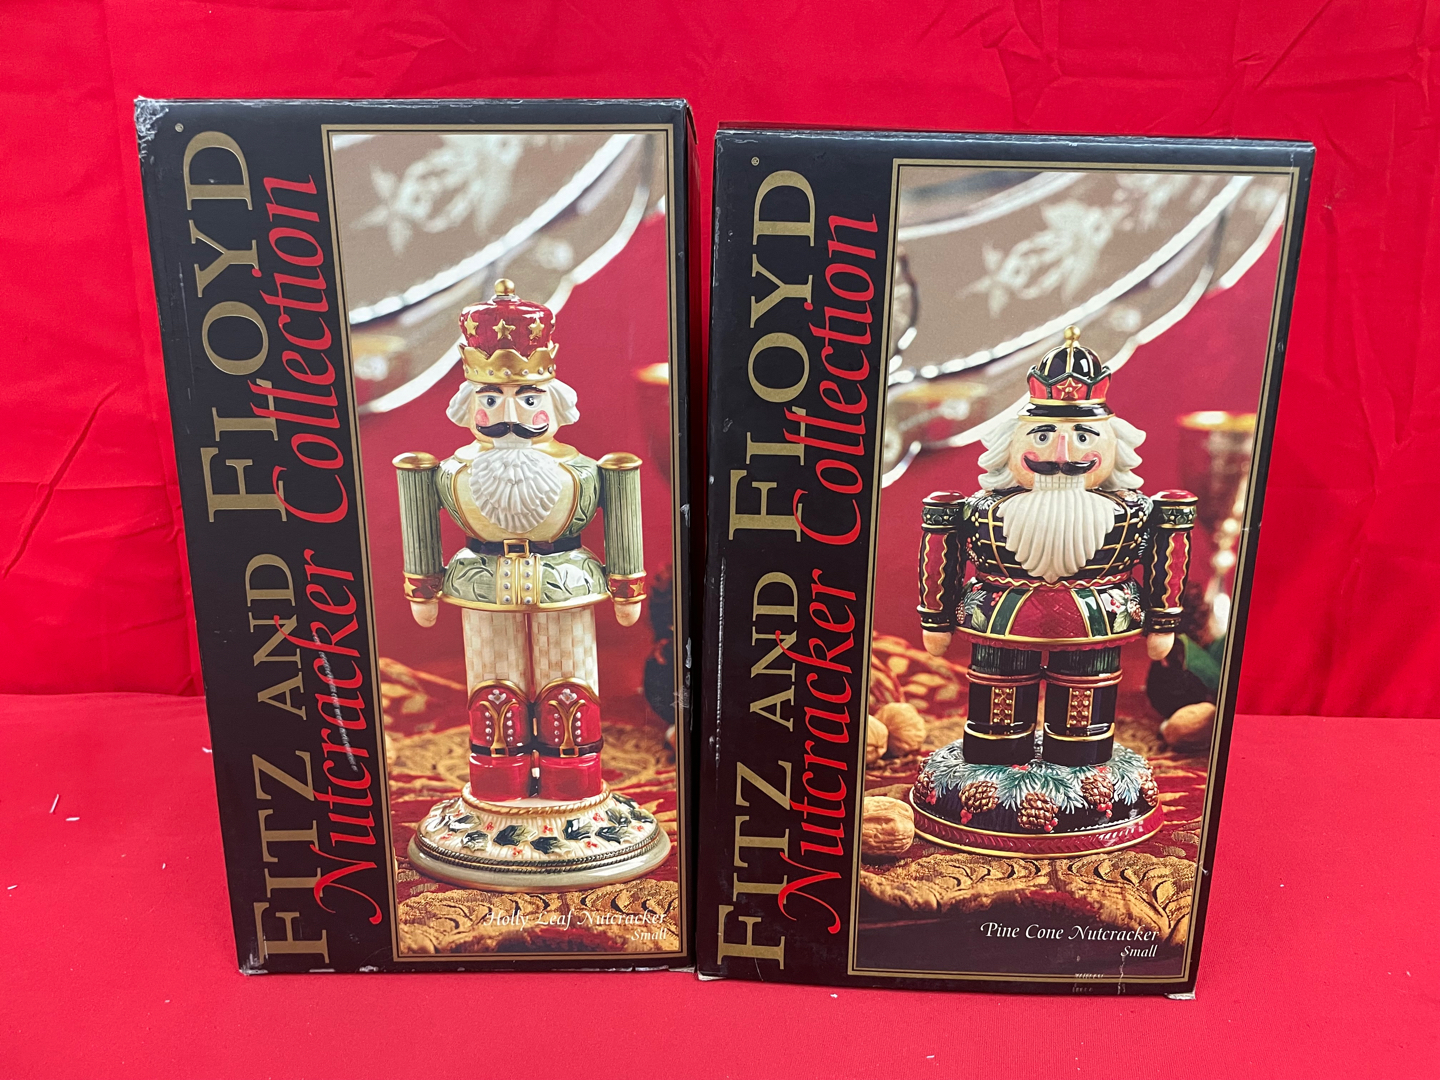 FITZ AND FLOYD ®
Nutcracker Collection
Holly Leaf Nutcracker
Small
FITZ AND FLOYD ®
Nutcracker Collection
Pine Cone Nutcracker
Small